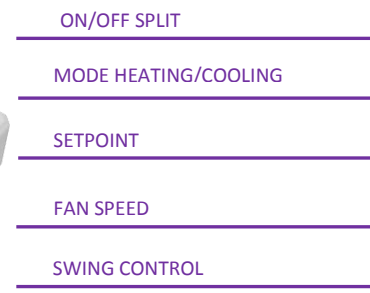 ON/OFF SPLIT
MODE HEATING/COOLING
SETPOINT
FAN SPEED
SWING CONTROL